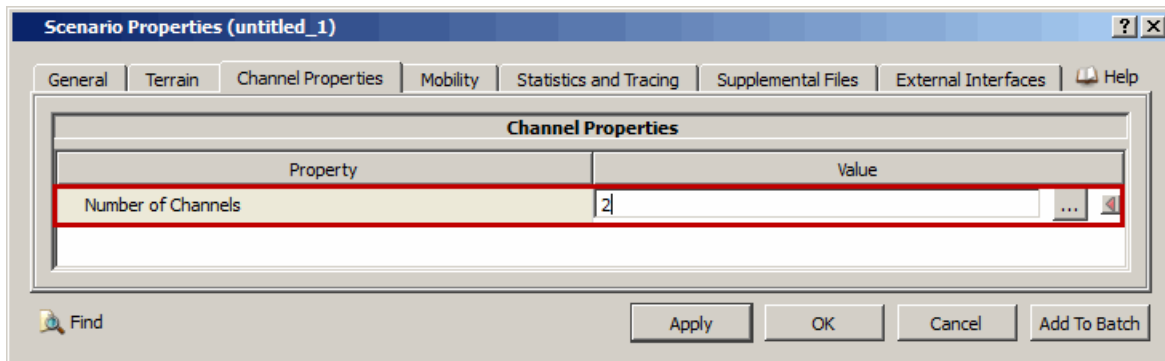 Scenario Properties (untitled_1) ? X
General Terrain Channel Properties Mobility Statistics and Tracing Supplemental Files External Interfaces Help
Channel Properties
Property Value
Number of Channels 2 ...
Find Apply OK Cancel Add To Batch